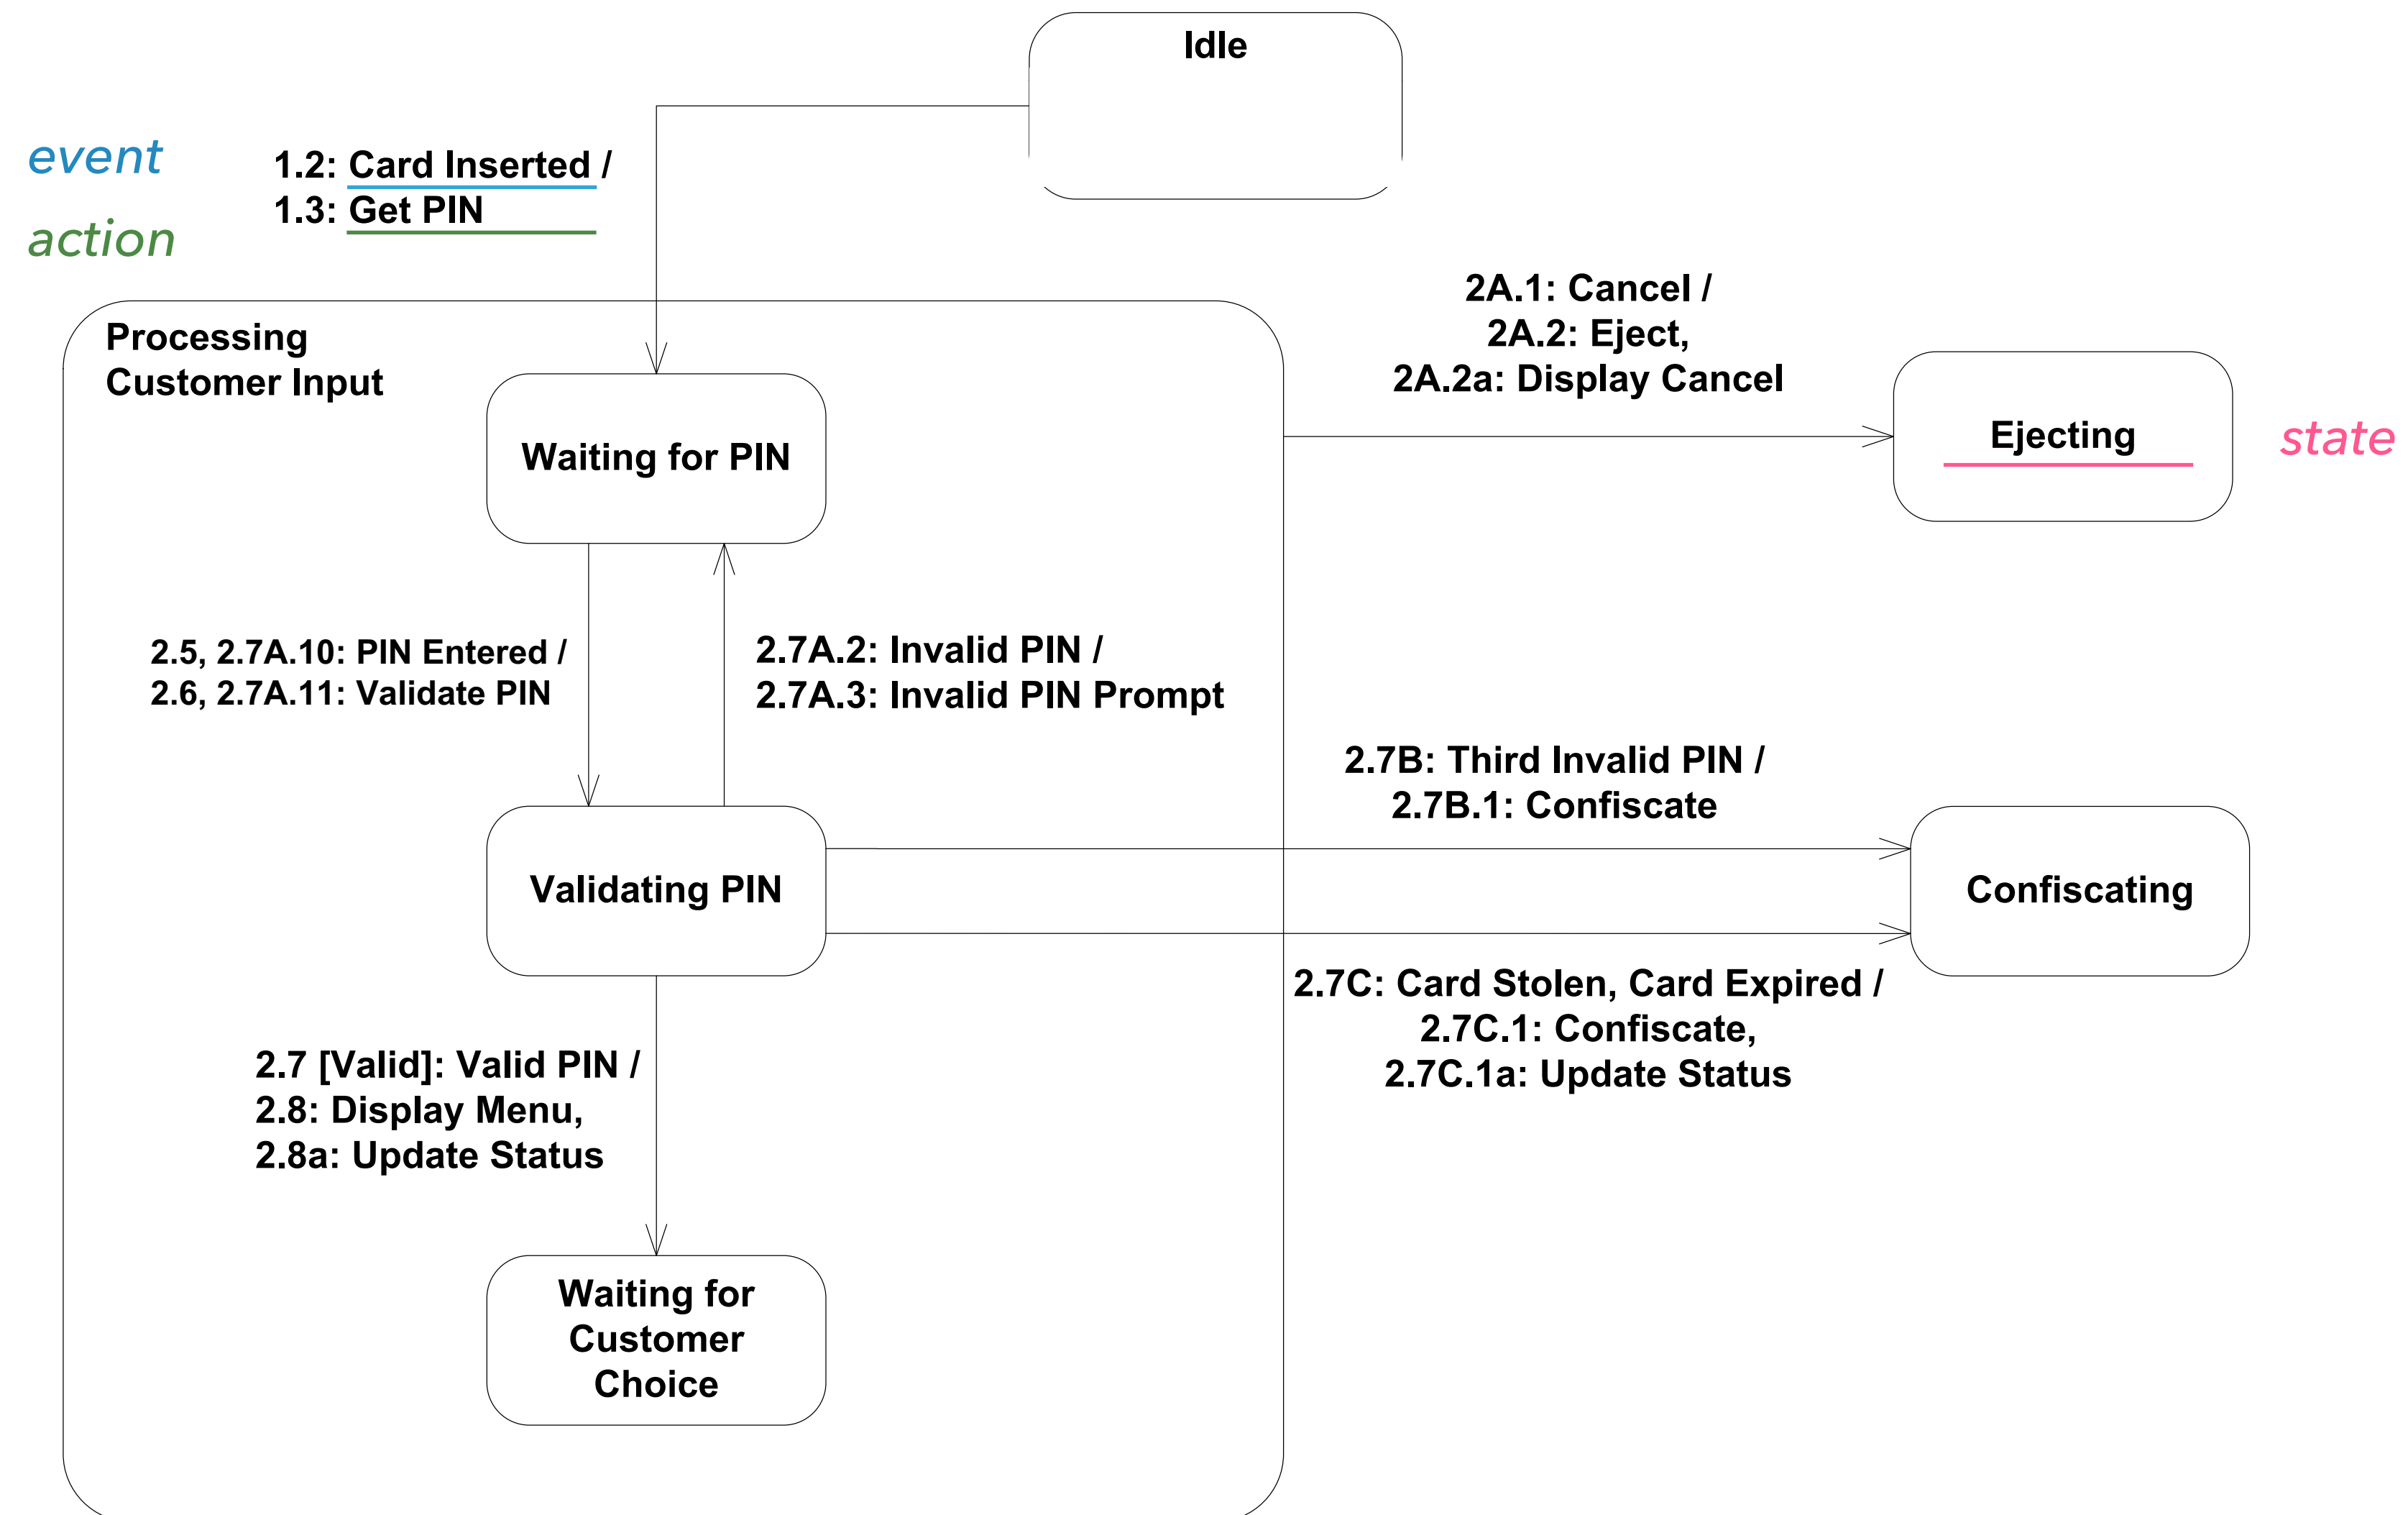 Idle
event
action
1.2: Card Inserted /
1.3: Get PIN
2A.1: Cancel /
2A.2: Eject,
2A.2a: Display Cancel
Processing
Customer Input
Waiting for PIN
Ejecting
state
2.5, 2.7A.10: PIN Entered /
2.6, 2.7A.11: Validate PIN
2.7A.2: Invalid PIN /
2.7A.3: Invalid PIN Prompt
2.7B: Third Invalid PIN /
2.7B.1: Confiscate
Validating PIN
Confiscating
2.7C: Card Stolen, Card Expired /
2.7C.1: Confiscate,
2.7C.1a: Update Status
2.7 [Valid]: Valid PIN /
2.8: Display Menu,
2.8a: Update Status
Waiting for
Customer
Choice